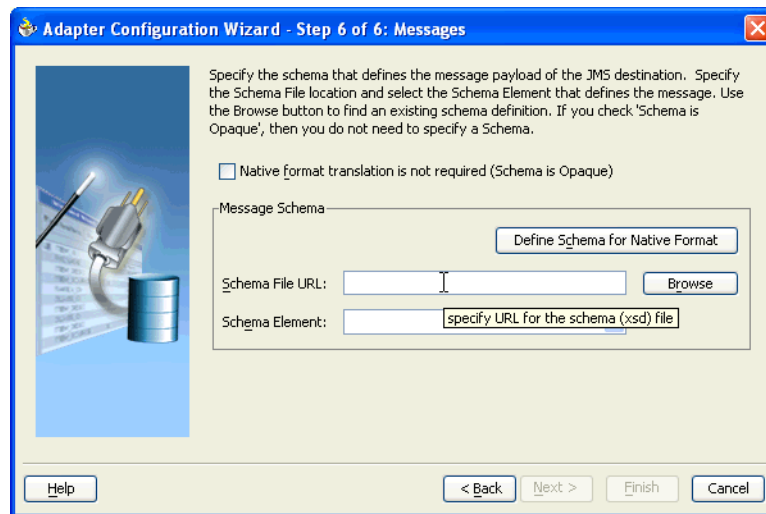 Adapter Configuration Wizard - Step 6 of 6: Messages
Specify the schema that defines the message payload of the JMS destination.  Specify
the Schema File location and select the Schema Element that defines the message. Use
the Browse button to find an existing schema definition. If you check 'Schema is
Opaque', then you do not need to specify a Schema.
Native format translation is not required (Schema is Opaque)
Message Schema
Define Schema for Native Format
Schema File URL:
Browse
Schema Element:
specify URL for the schema (xsd) file
Help
< Back
Next >
Finish
Cancel